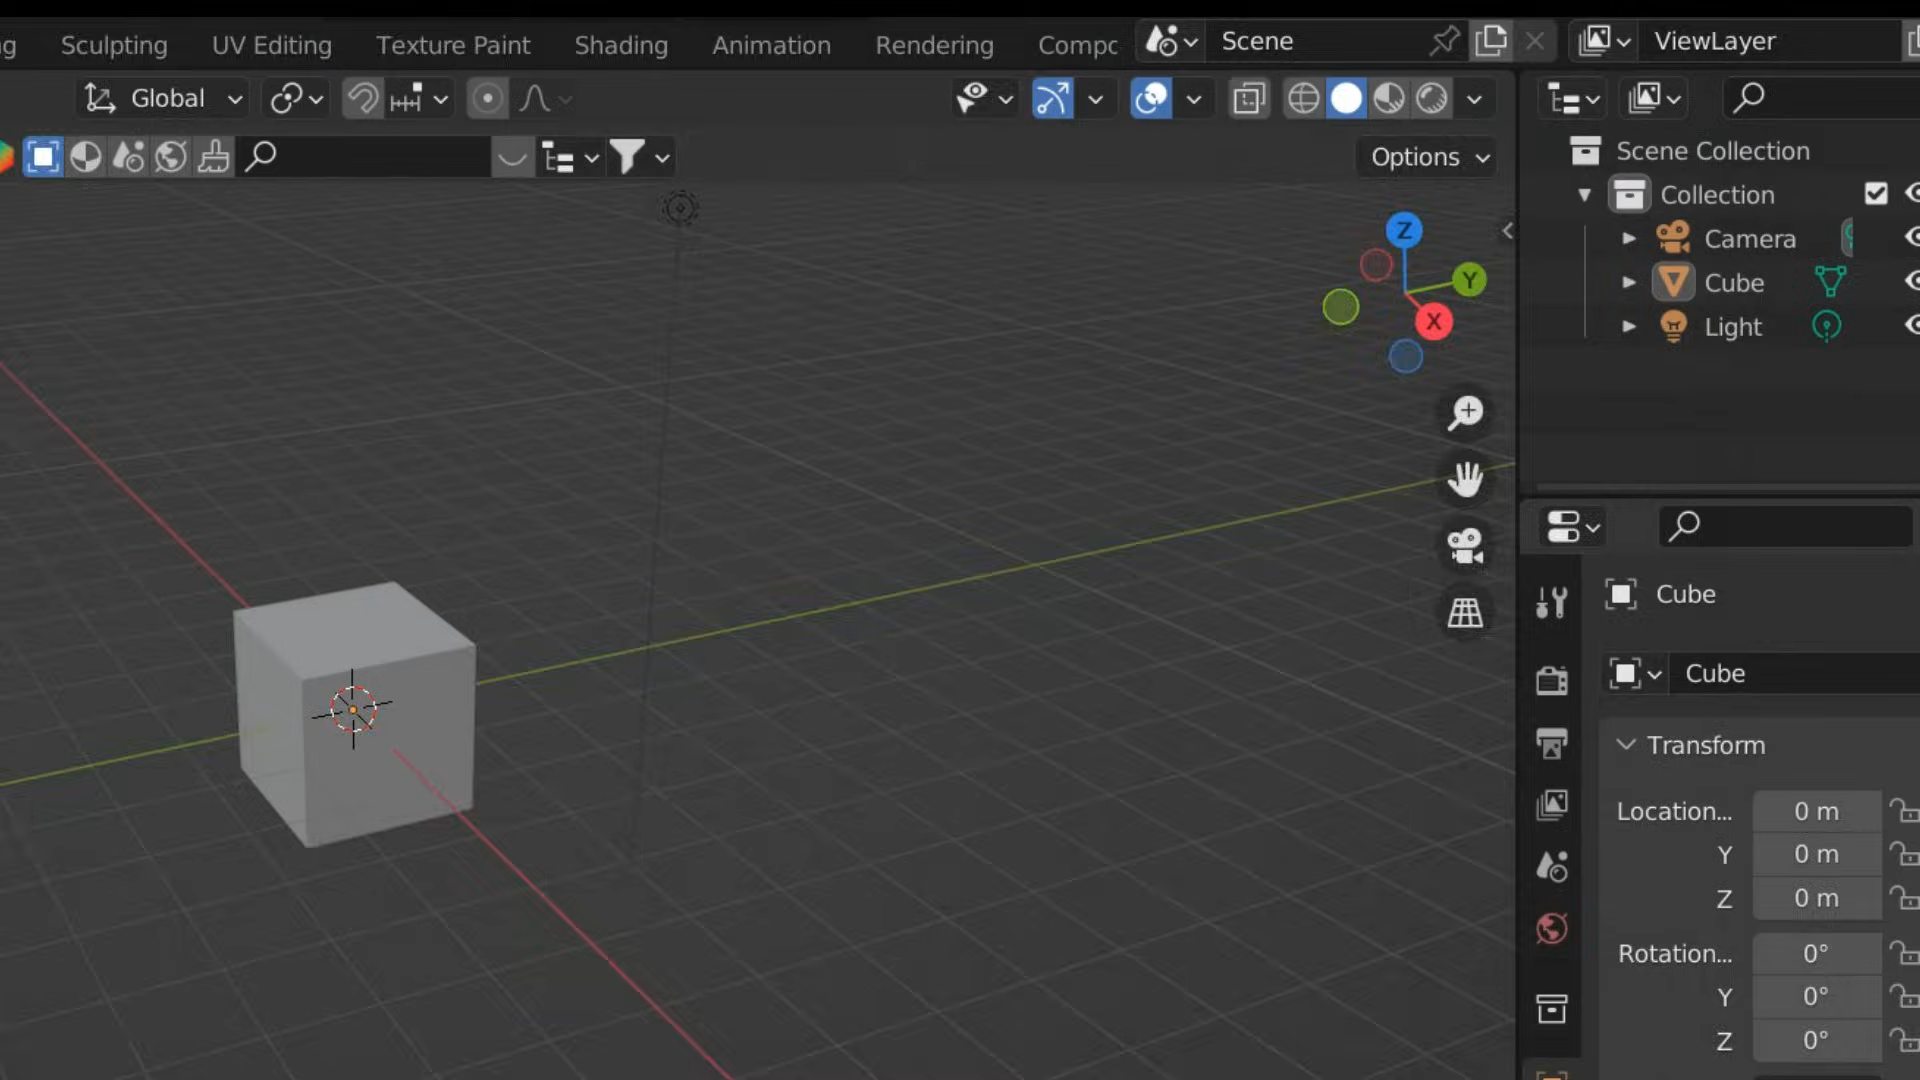 g Sculpting UV Editing Texture Paint Shading Animation Rendering Compc Scene ViewLayer
Global
Options
Z
Y
X
Scene Collection
Collection
Camera
Cube
Light
Cube
Cube
Transform
Location... 0 m
Y 0 m
Z 0 m
Rotation... 0°
Y 0°
Z 0°